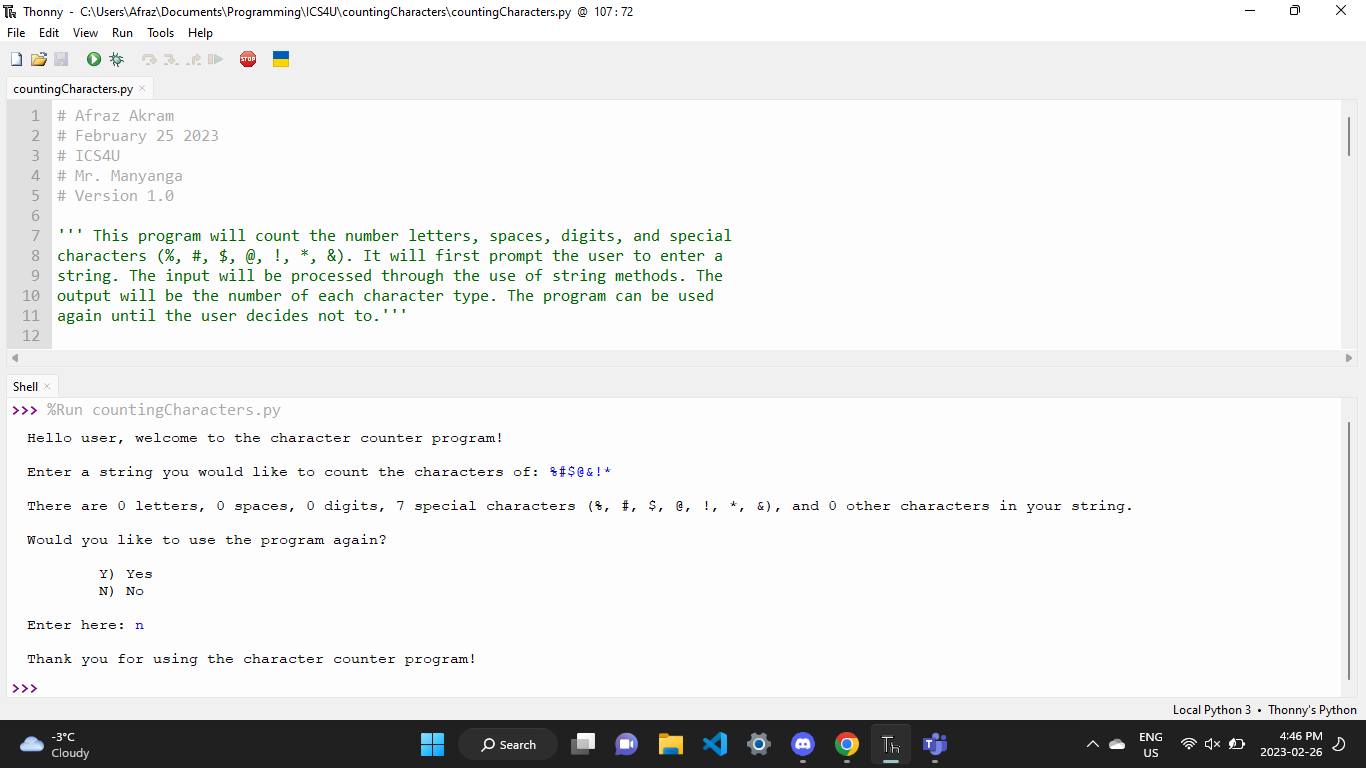 Thonny - C:\Users\Afraz\Documents\Programming\ICS4U\countingCharacters\countingCharacters.py @ 107 : 72
File Edit View Run Tools Help
STOP
countingCharacters.py ×
1 # Afraz Akram
2 # February 25 2023
3 # ICS4U
4 # Mr. Manyanga
5 # Version 1.0
6
7 ''' This program will count the number letters, spaces, digits, and special
8 characters (%, #, $, @, !, *, &). It will first prompt the user to enter a
9 string. The input will be processed through the use of string methods. The
10 output will be the number of each character type. The program can be used
11 again until the user decides not to.'''
12
Shell ×
>>> %Run countingCharacters.py
Hello user, welcome to the character counter program!
Enter a string you would like to count the characters of: %#$@&!*
There are 0 letters, 0 spaces, 0 digits, 7 special characters (%, #, $, @, !, *, &), and 0 other characters in your string.
Would you like to use the program again?
Y) Yes
N) No
Enter here: n
Thank you for using the character counter program!
>>>
Local Python 3 • Thonny's Python
-3°C
Cloudy
Search
Th
ENG
US
4:46 PM
2023-02-26